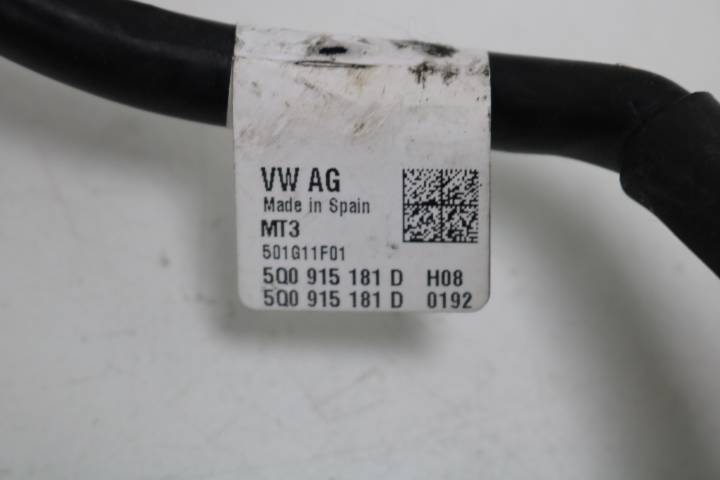 VW AG
Made in Spain
MT3
501G11F01
5Q0 915 181 D H08
5Q0 915 181 D 0192